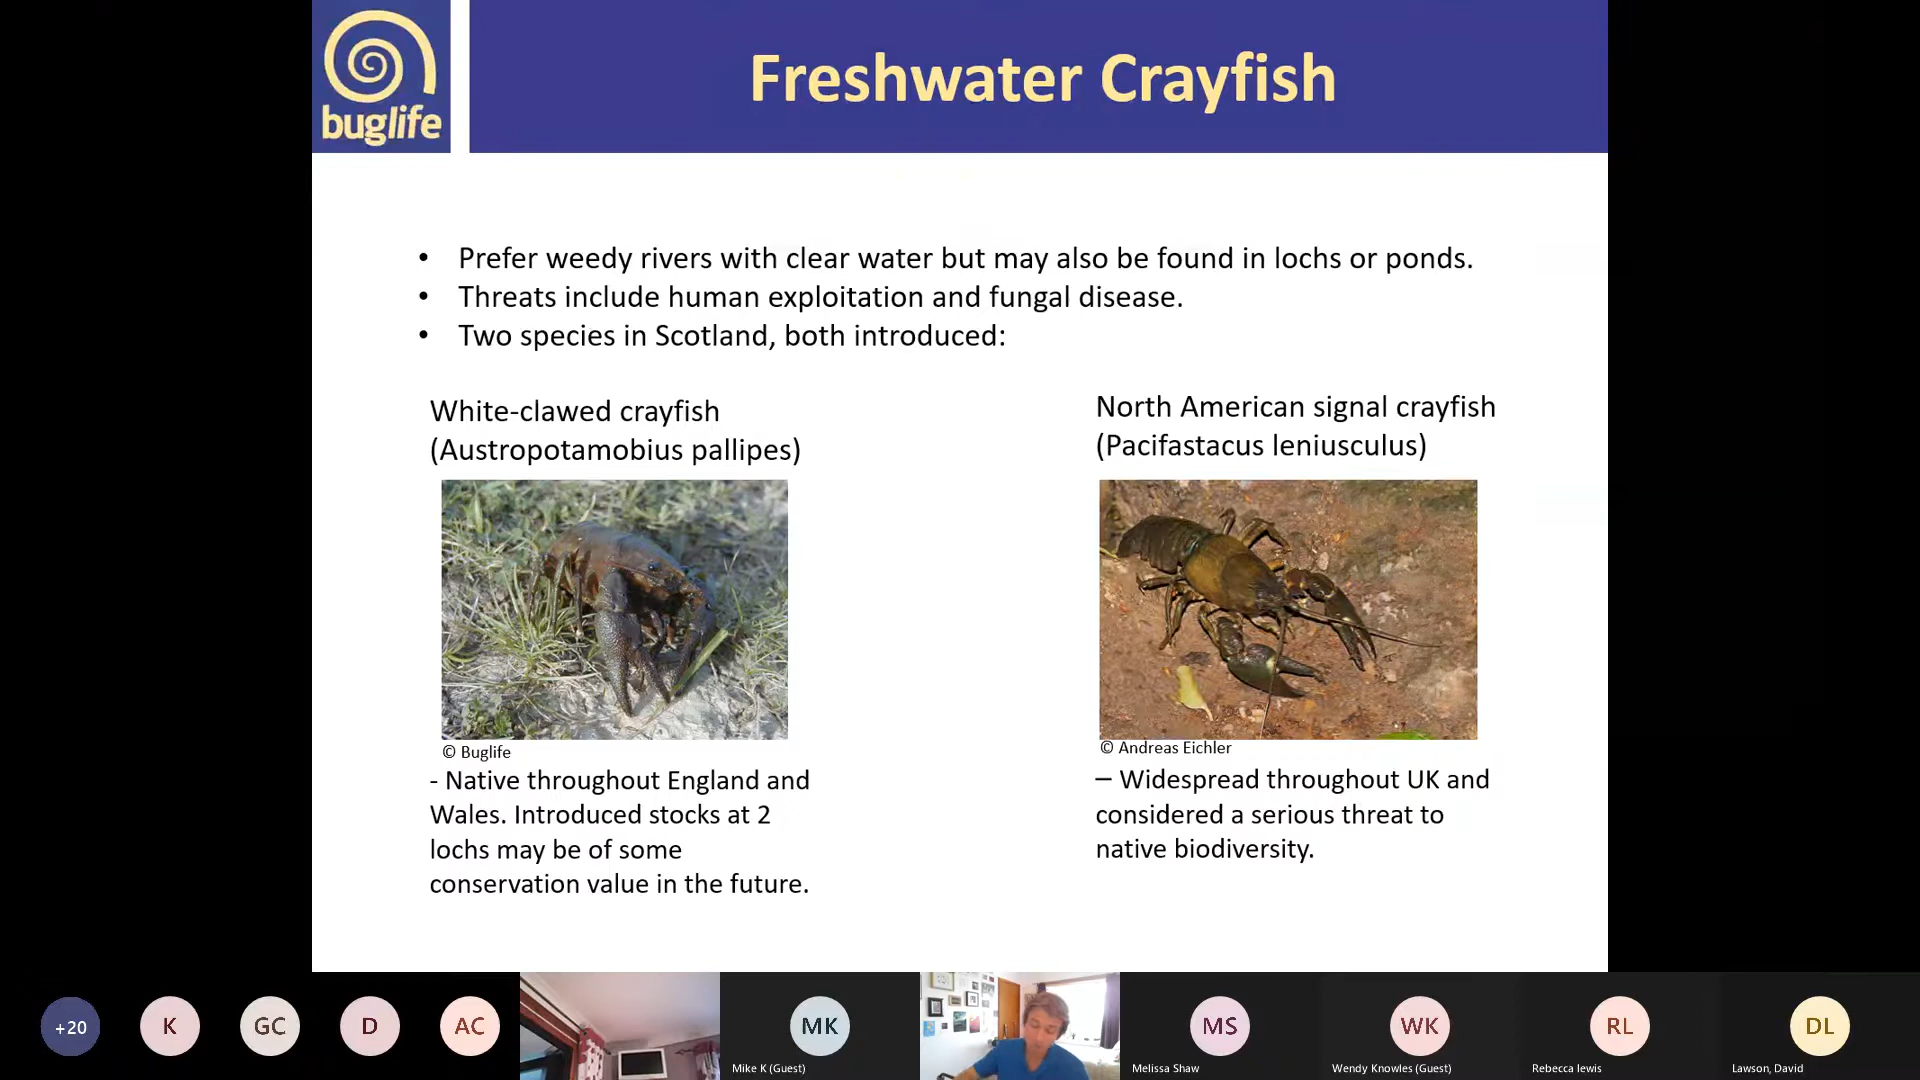 buglife
Freshwater Crayfish
• Prefer weedy rivers with clear water but may also be found in lochs or ponds.
• Threats include human exploitation and fungal disease.
• Two species in Scotland, both introduced:
White-clawed crayfish
(Austropotamobius pallipes)
© Buglife
- Native throughout England and
Wales. Introduced stocks at 2
lochs may be of some
conservation value in the future.
North American signal crayfish
(Pacifastacus leniusculus)
© Andreas Eichler
– Widespread throughout UK and
considered a serious threat to
native biodiversity.
+20
K
GC
D
AC
MK
Mike K (Guest)
MS
Melissa Shaw
WK
Wendy Knowles (Guest)
RL
Rebecca lewis
DL
Lawson, David